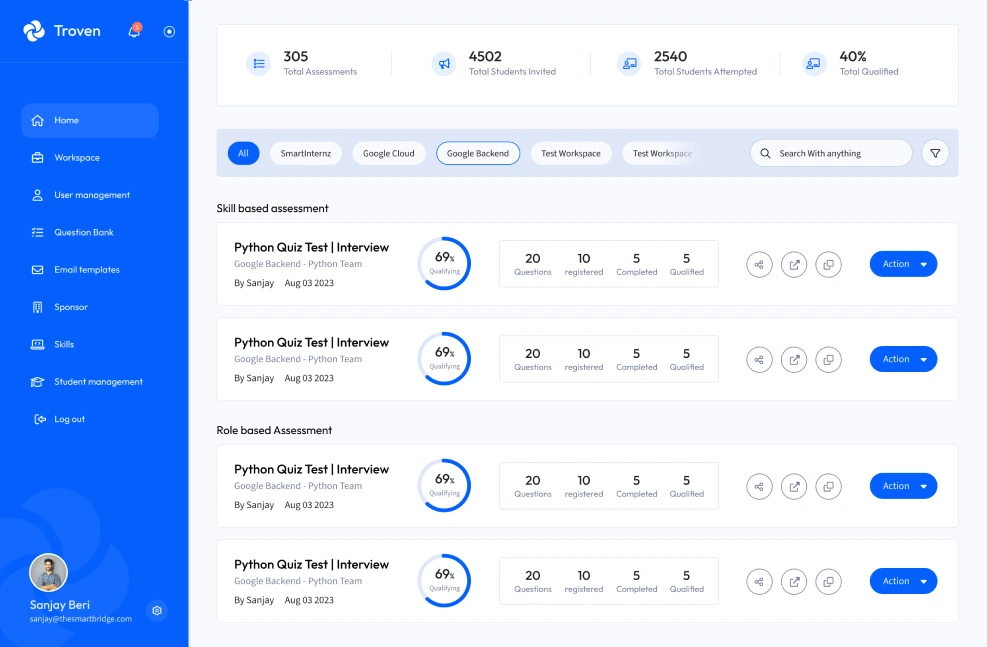 Troven
5
Home
Workspace
User management
Question Bank
Email templates
Sponsor
Skills
Student management
Log out
Sanjay Beri
sanjay@thesmartbridge.com
305
Total Assessments
4502
Total Students Invited
2540
Total Students Attempted
40%
Total Qualified
All SmartInternz Google Cloud Google Backend Test Workspace Test Workspace
Search With anything
Skill based assessment
Python Quiz Test | Interview
Google Backend - Python Team
By Sanjay Aug 03 2023
69%
Qualifying
20 10 5 5
Questions registered Completed Qualified
Action
Python Quiz Test | Interview
Google Backend - Python Team
By Sanjay Aug 03 2023
69%
Qualifying
20 10 5 5
Questions registered Completed Qualified
Action
Role based Assessment
Python Quiz Test | Interview
Google Backend - Python Team
By Sanjay Aug 03 2023
69%
Qualifying
20 10 5 5
Questions registered Completed Qualified
Action
Python Quiz Test | Interview
Google Backend - Python Team
By Sanjay Aug 03 2023
69%
Qualifying
20 10 5 5
Questions registered Completed Qualified
Action